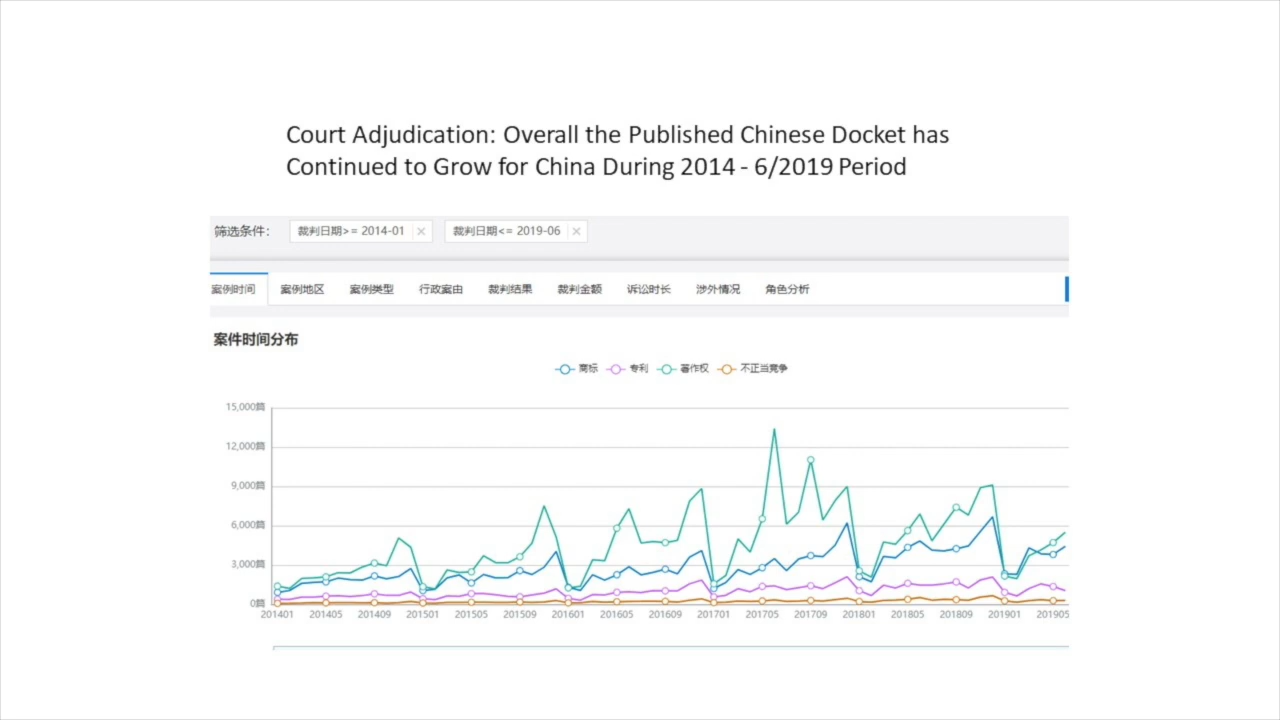 Court Adjudication: Overall the Published Chinese Docket has
Continued to Grow for China During 2014 - 6/2019 Period
筛选条件：
裁判日期>= 2014-01 ×
裁判日期<= 2019-06 ×
案例时间 案例地区 案例类型 行政案由 裁判结果 裁判金额 诉讼时长 涉外情况 角色分析
案件时间分布
商标 专利 著作权 不正当竞争
15,000篇
12,000篇
9,000篇
6,000篇
3,000篇
0篇
201401 201405 201409 201501 201505 201509 201601 201605 201609 201701 201705 201709 201801 201805 201809 201901 201905